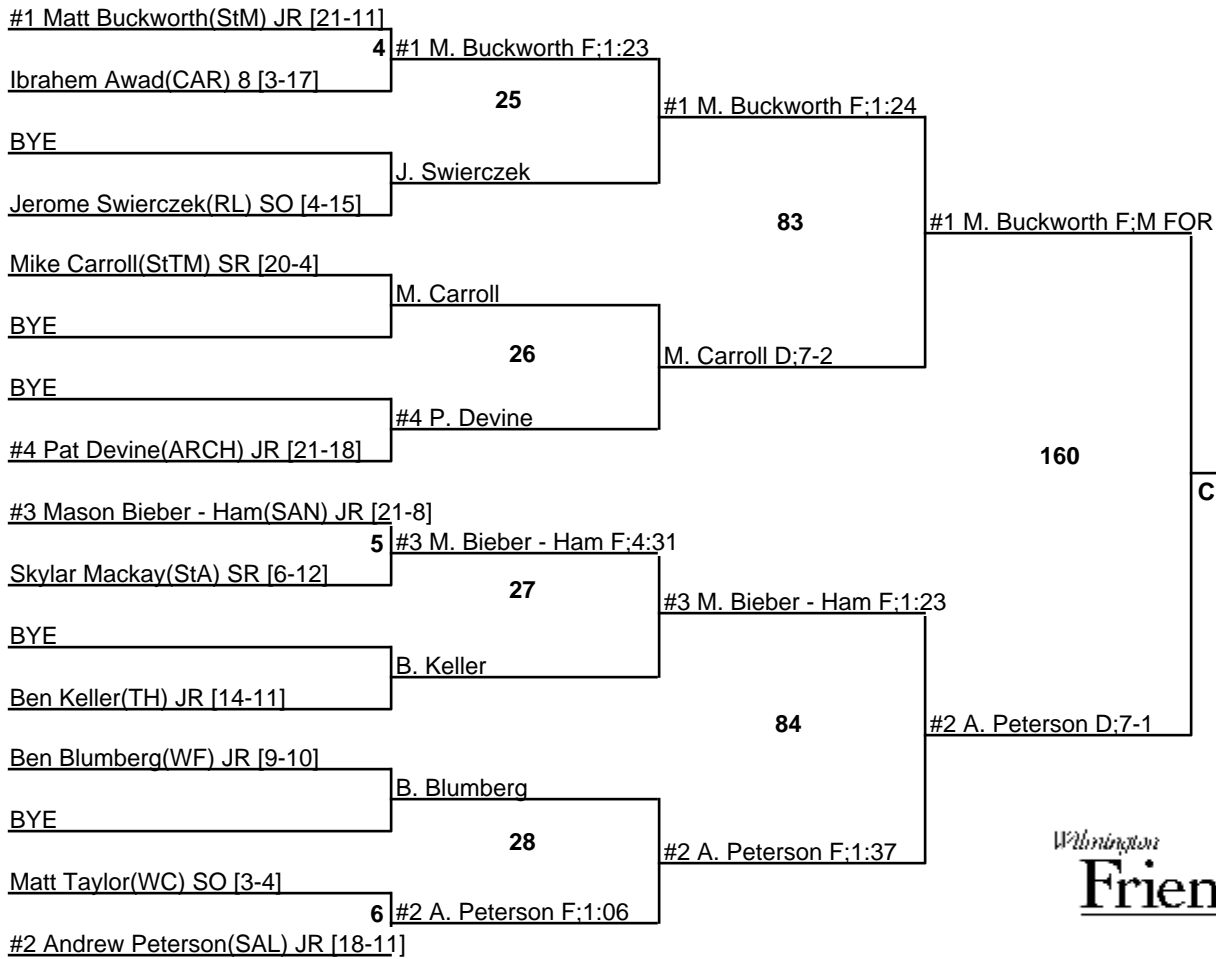 #1 Matt Buckworth(StM) JR [21-11]
4 #1 M. Buckworth F;1:23
Ibrahem Awad(CAR) 8 [3-17]
25
#1 M. Buckworth F;1:24
BYE
J. Swierczek
Jerome Swierczek(RL) SO [4-15]
83
#1 M. Buckworth F;M FOR
Mike Carroll(StTM) SR [20-4]
M. Carroll
BYE
26
M. Carroll D;7-2
BYE
#4 P. Devine
#4 Pat Devine(ARCH) JR [21-18]
160
C
#3 Mason Bieber - Ham(SAN) JR [21-8]
5 #3 M. Bieber - Ham F;4:31
Skylar Mackay(StA) SR [6-12]
27
#3 M. Bieber - Ham F;1:23
BYE
B. Keller
Ben Keller(TH) JR [14-11]
84
#2 A. Peterson D;7-1
Ben Blumberg(WF) JR [9-10]
B. Blumberg
BYE
28
#2 A. Peterson F;1:37
Matt Taylor(WC) SO [3-4]
6 #2 A. Peterson F;1:06
#2 Andrew Peterson(SAL) JR [18-11]
Wilmington
Frien